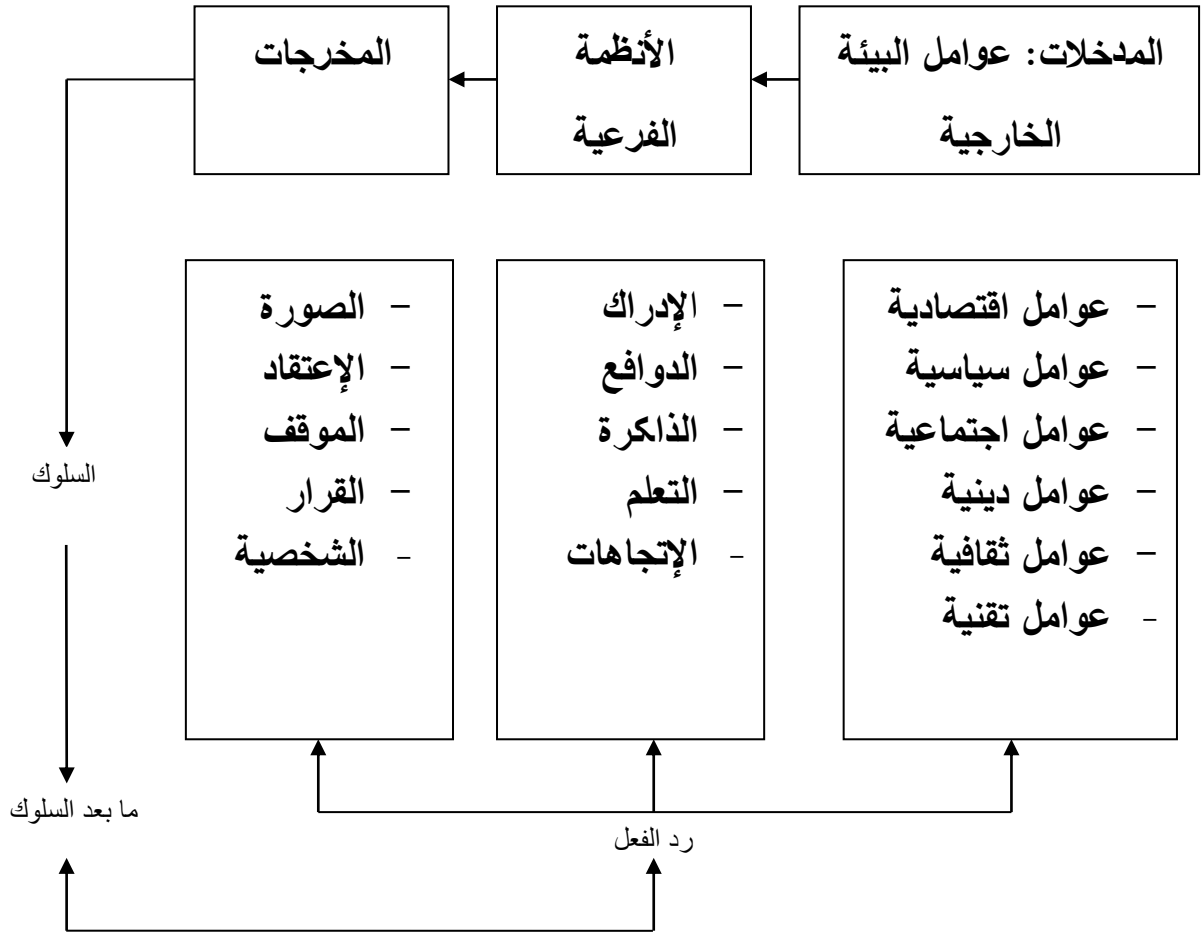 المدخلات: عوامل البيئة
الخارجية
الأنظمة
الفرعية
المخرجات
- عوامل اقتصادية
- عوامل سياسية
- عوامل اجتماعية
- عوامل دينية
- عوامل ثقافية
- عوامل تقنية
- الإدراك
- الدوافع
- الذاكرة
- التعلم
- الإتجاهات
- الصورة
- الإعتقاد
- الموقف
- القرار
- الشخصية
السلوك
ما بعد السلوك
رد الفعل